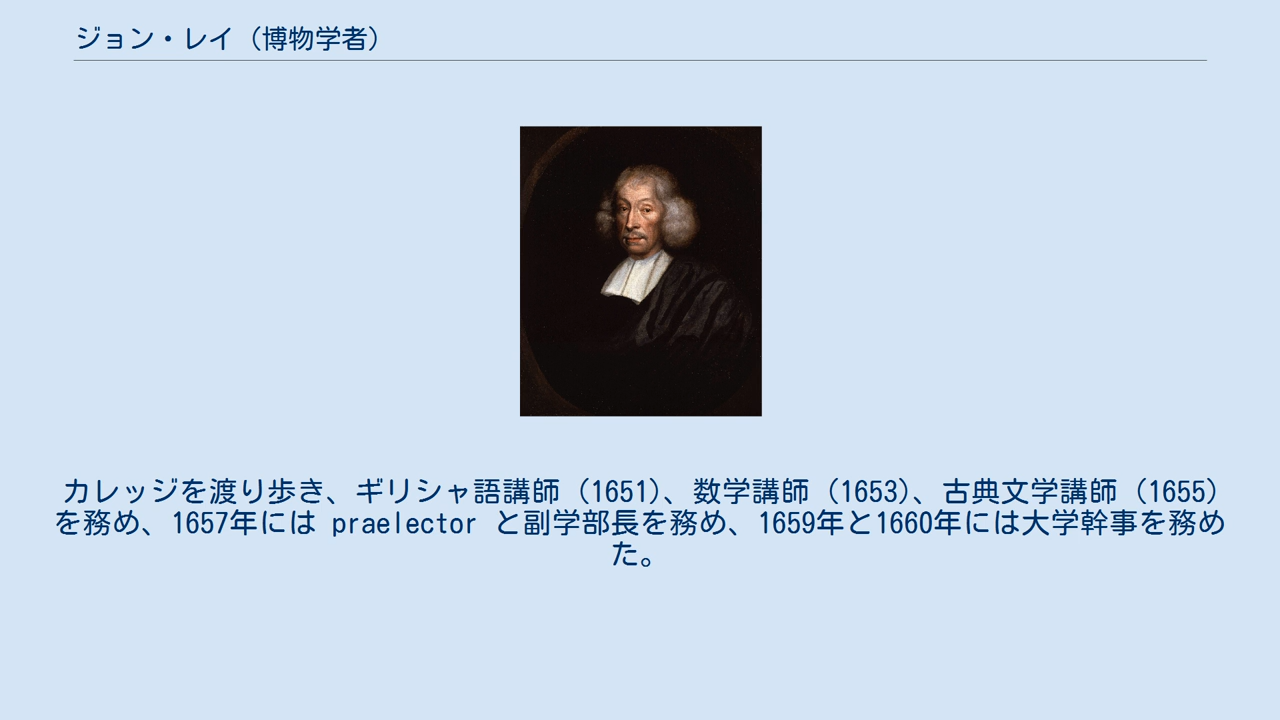 ジョン・レイ（博物学者）
カレッジを渡り歩き、ギリシャ語講師（1651）、数学講師（1653）、古典文学講師（1655）
を務め、1657年には praelector と副学部長を務め、1659年と1660年には大学幹事を務め
た。